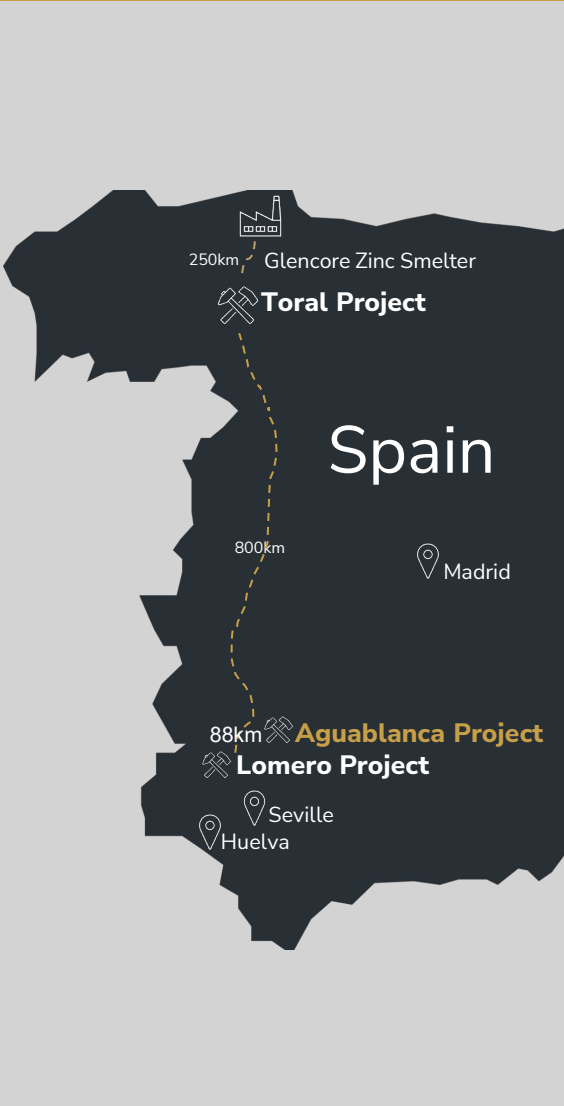 250km
Glencore Zinc Smelter
Toral Project
Spain
800km
Madrid
88km
Aguablanca Project
Lomero Project
Seville
Huelva